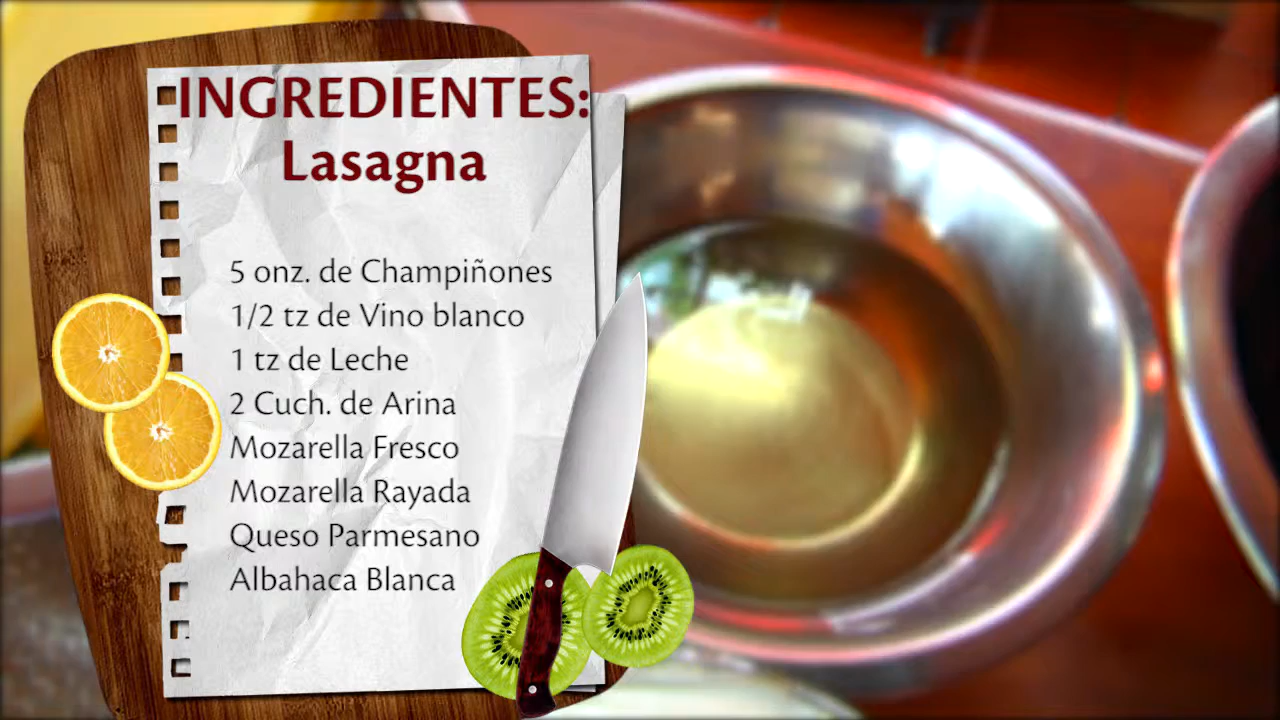 INGREDIENTES:
Lasagna
5 onz. de Champiñones
1/2 tz de Vino blanco
1 tz de Leche
2 Cuch. de Arina
Mozarella Fresco
Mozarella Rayada
Queso Parmesano
Albahaca Blanca